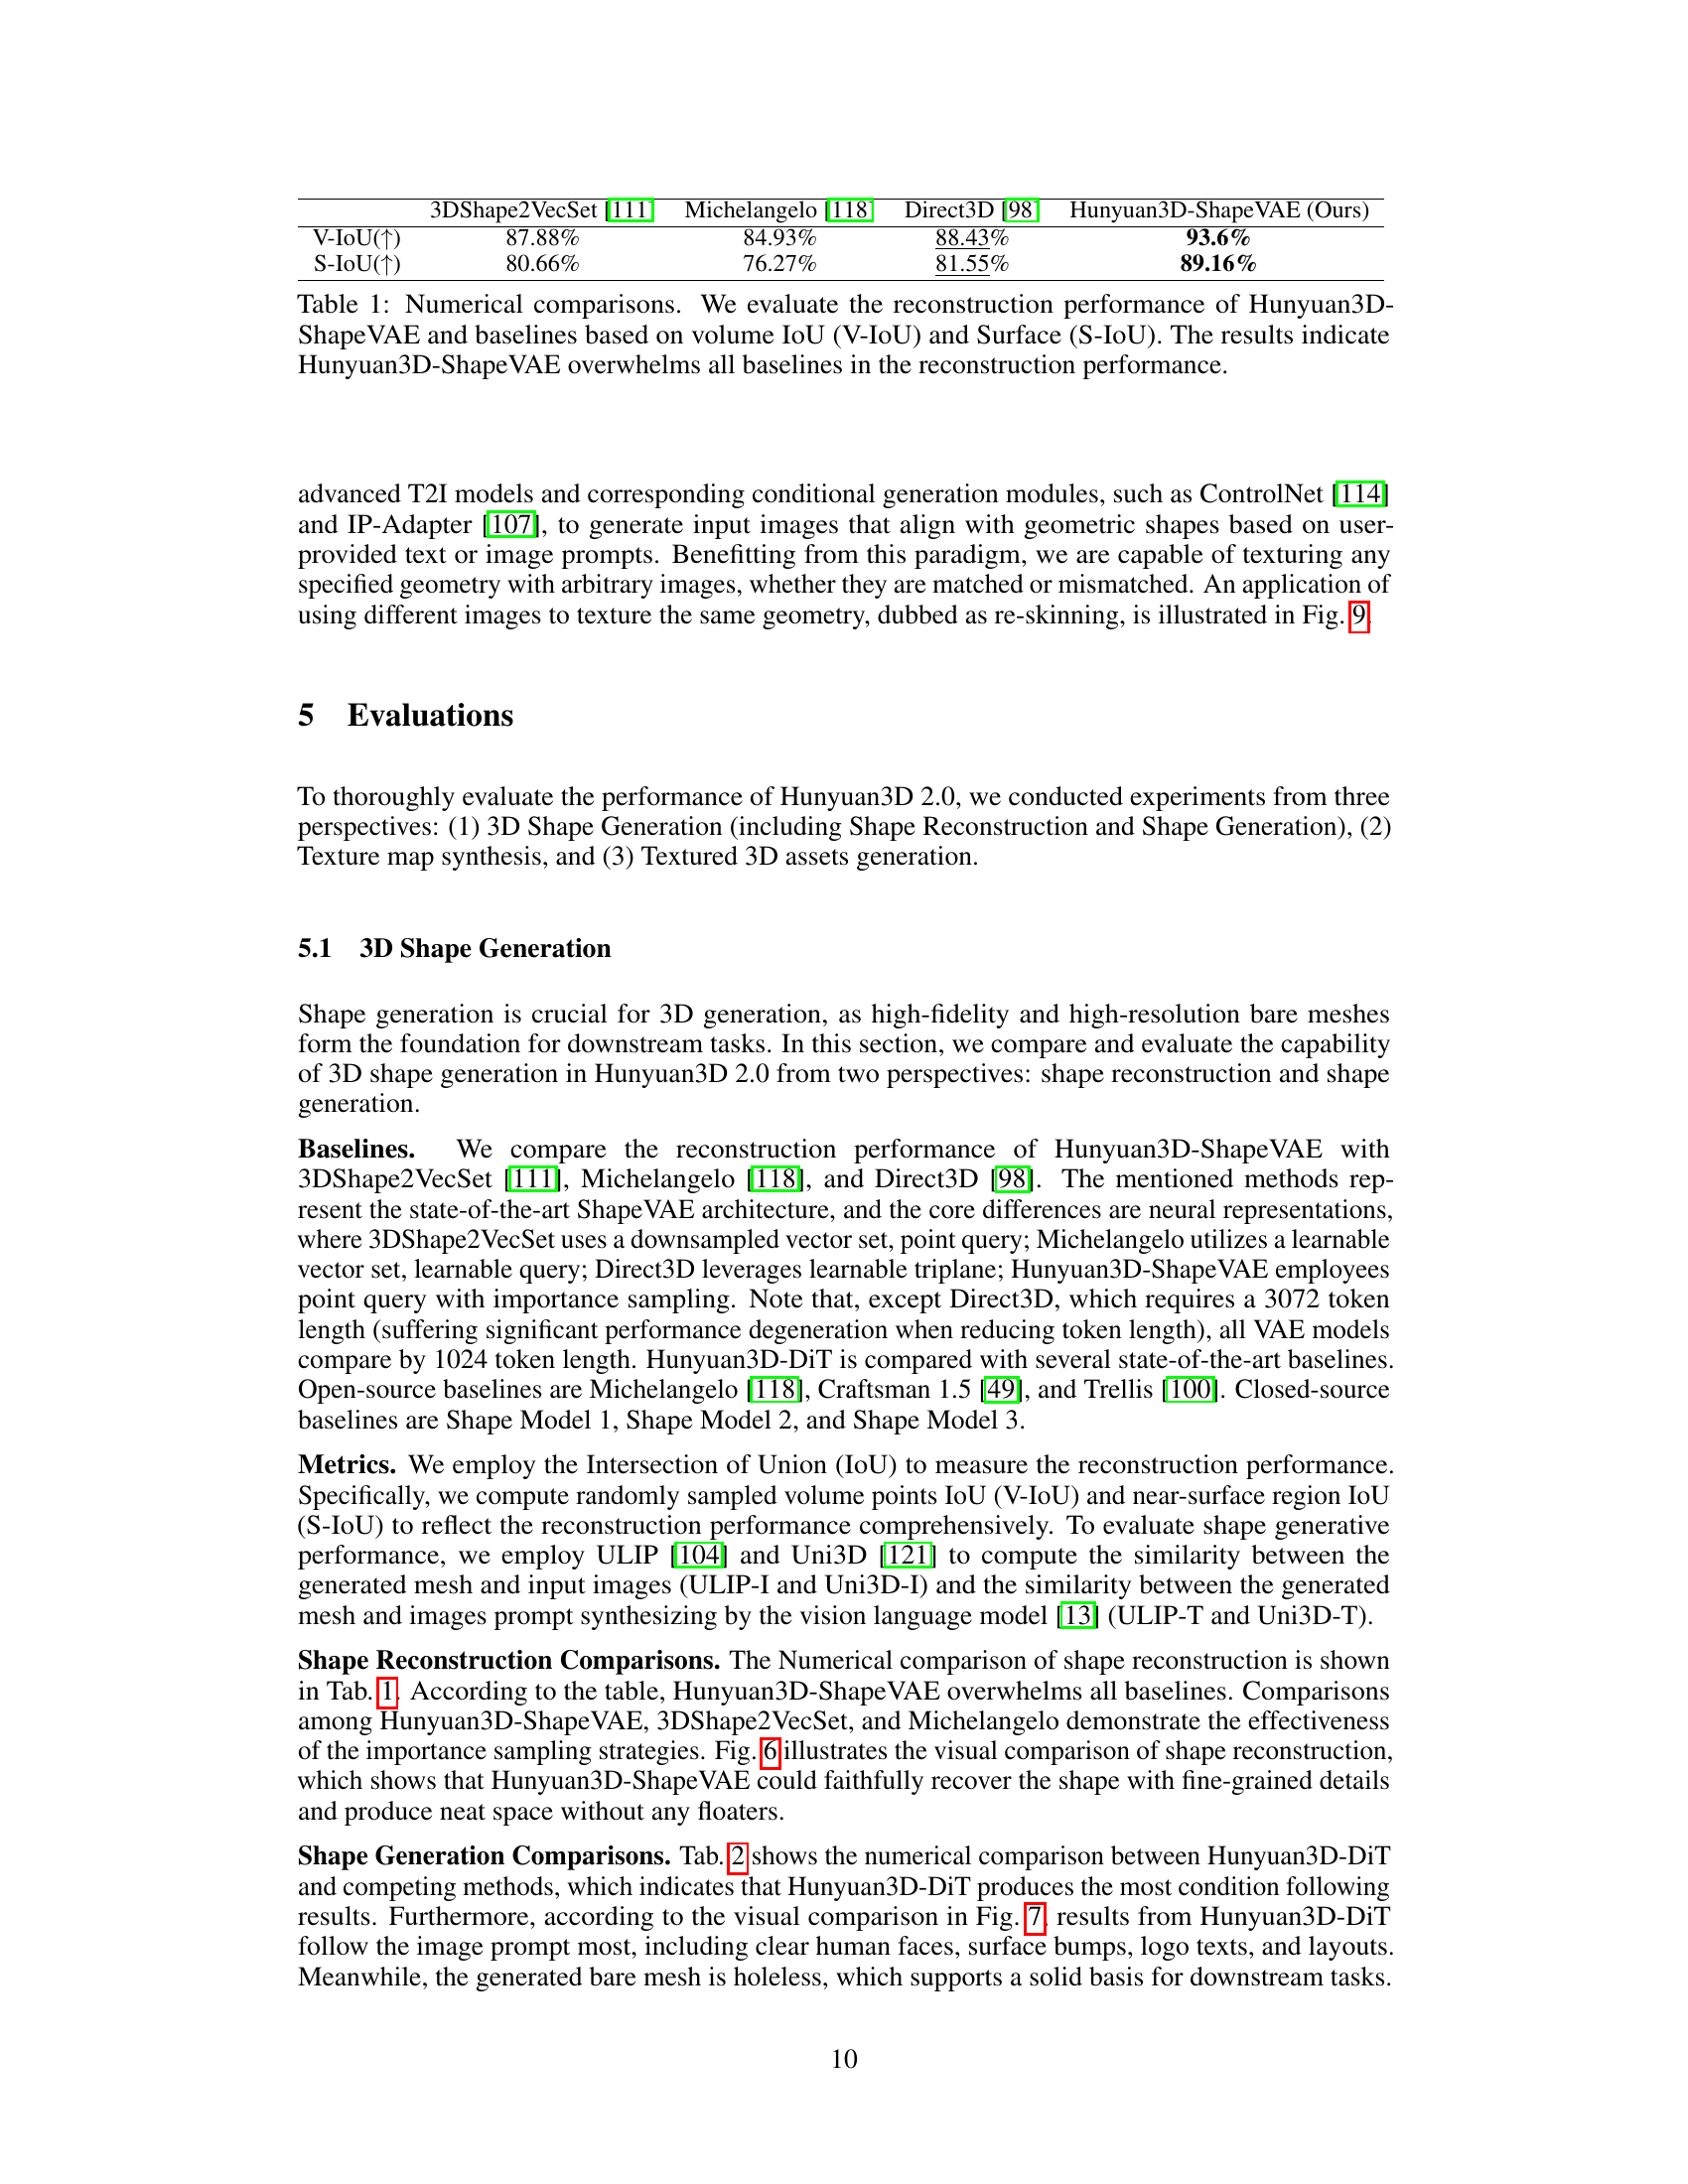 3DShape2VecSet [111] Michelangelo [118] Direct3D [98] Hunyuan3D-ShapeVAE (Ours)
V-IoU(↑) 87.88% 84.93% 88.43% 93.6%
S-IoU(↑) 80.66% 76.27% 81.55% 89.16%
Table 1: Numerical comparisons. We evaluate the reconstruction performance of Hunyuan3D-
ShapeVAE and baselines based on volume IoU (V-IoU) and Surface (S-IoU). The results indicate
Hunyuan3D-ShapeVAE overwhelms all baselines in the reconstruction performance.
advanced T2I models and corresponding conditional generation modules, such as ControlNet [114]
and IP-Adapter [107], to generate input images that align with geometric shapes based on user-
provided text or image prompts. Benefitting from this paradigm, we are capable of texturing any
specified geometry with arbitrary images, whether they are matched or mismatched. An application of
using different images to texture the same geometry, dubbed as re-skinning, is illustrated in Fig. 9.
5 Evaluations
To thoroughly evaluate the performance of Hunyuan3D 2.0, we conducted experiments from three
perspectives: (1) 3D Shape Generation (including Shape Reconstruction and Shape Generation), (2)
Texture map synthesis, and (3) Textured 3D assets generation.
5.1 3D Shape Generation
Shape generation is crucial for 3D generation, as high-fidelity and high-resolution bare meshes
form the foundation for downstream tasks. In this section, we compare and evaluate the capability
of 3D shape generation in Hunyuan3D 2.0 from two perspectives: shape reconstruction and shape
generation.
Baselines. We compare the reconstruction performance of Hunyuan3D-ShapeVAE with
3DShape2VecSet [111], Michelangelo [118], and Direct3D [98]. The mentioned methods rep-
resent the state-of-the-art ShapeVAE architecture, and the core differences are neural representations,
where 3DShape2VecSet uses a downsampled vector set, point query; Michelangelo utilizes a learnable
vector set, learnable query; Direct3D leverages learnable triplane; Hunyuan3D-ShapeVAE employees
point query with importance sampling. Note that, except Direct3D, which requires a 3072 token
length (suffering significant performance degeneration when reducing token length), all VAE models
compare by 1024 token length. Hunyuan3D-DiT is compared with several state-of-the-art baselines.
Open-source baselines are Michelangelo [118], Craftsman 1.5 [49], and Trellis [100]. Closed-source
baselines are Shape Model 1, Shape Model 2, and Shape Model 3.
Metrics. We employ the Intersection of Union (IoU) to measure the reconstruction performance.
Specifically, we compute randomly sampled volume points IoU (V-IoU) and near-surface region IoU
(S-IoU) to reflect the reconstruction performance comprehensively. To evaluate shape generative
performance, we employ ULIP [104] and Uni3D [121] to compute the similarity between the
generated mesh and input images (ULIP-I and Uni3D-I) and the similarity between the generated
mesh and images prompt synthesizing by the vision language model [13] (ULIP-T and Uni3D-T).
Shape Reconstruction Comparisons. The Numerical comparison of shape reconstruction is shown
in Tab. 1. According to the table, Hunyuan3D-ShapeVAE overwhelms all baselines. Comparisons
among Hunyuan3D-ShapeVAE, 3DShape2VecSet, and Michelangelo demonstrate the effectiveness
of the importance sampling strategies. Fig. 6 illustrates the visual comparison of shape reconstruction,
which shows that Hunyuan3D-ShapeVAE could faithfully recover the shape with fine-grained details
and produce neat space without any floaters.
Shape Generation Comparisons. Tab. 2 shows the numerical comparison between Hunyuan3D-DiT
and competing methods, which indicates that Hunyuan3D-DiT produces the most condition following
results. Furthermore, according to the visual comparison in Fig. 7, results from Hunyuan3D-DiT
follow the image prompt most, including clear human faces, surface bumps, logo texts, and layouts.
Meanwhile, the generated bare mesh is holeless, which supports a solid basis for downstream tasks.
10